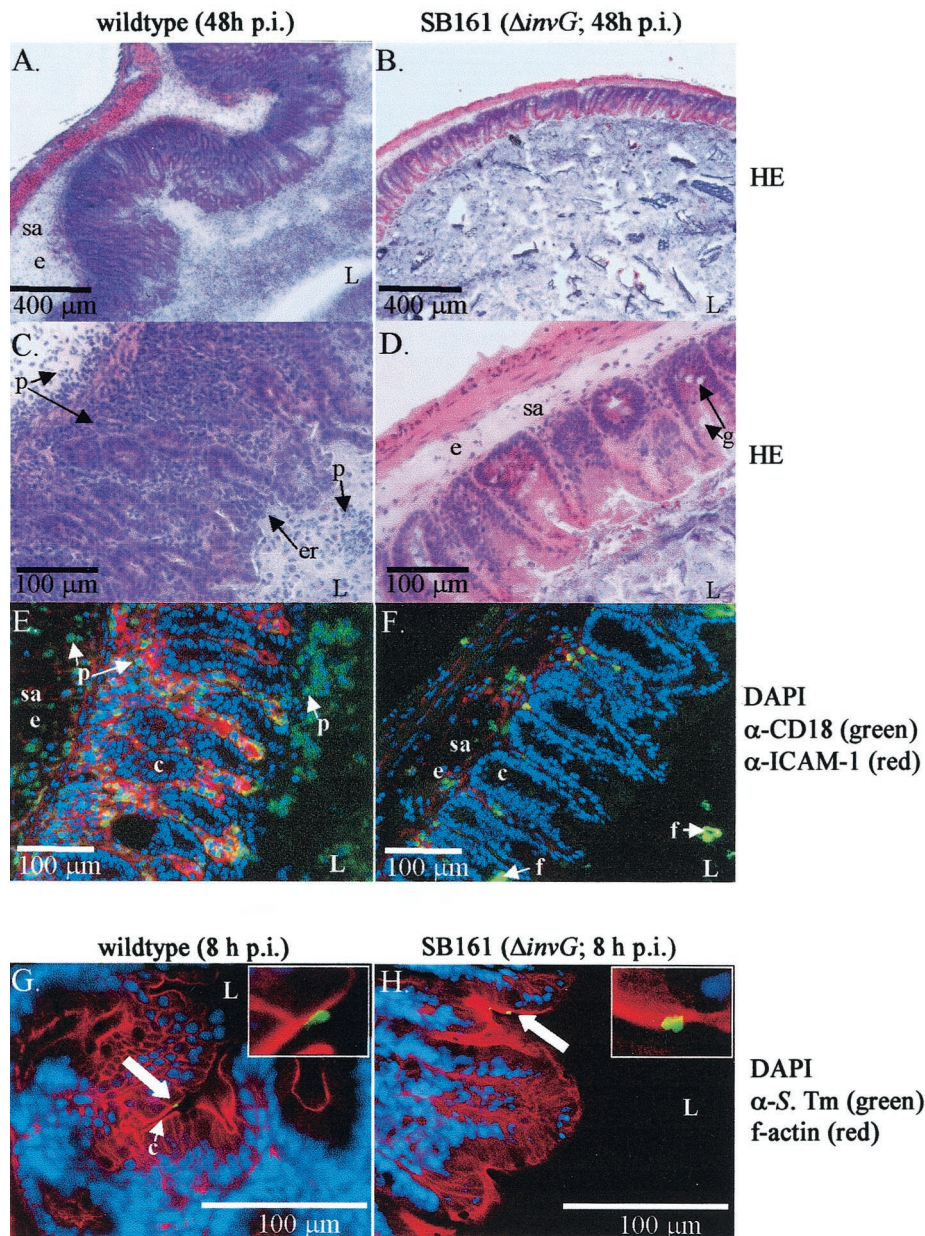 wildtype (48h p.i.)
SB161 (ΔinvG; 48h p.i.)
A.
sa
e
L
400 µm
B.
L
400 µm
HE
C.
p
p
er
L
100 µm
D.
sa
e
g
L
100 µm
HE
E
p
sa
e
p
c
L
100 µm
F.
sa
e
c
f
f
L
100 µm
DAPI
α-CD18 (green)
α-ICAM-1 (red)
wildtype (8 h p.i.)
SB161 (ΔinvG; 8 h p.i.)
G.
L
c
100 µm
H.
L
100 µm
DAPI
α-S. Tm (green)
f-actin (red)